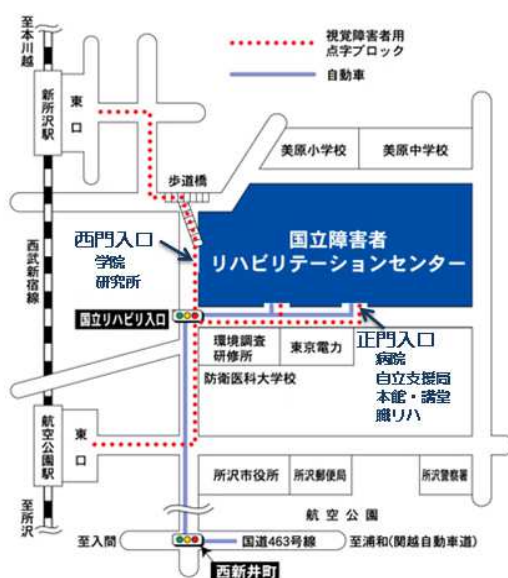 至本川越
視覚障害者用
点字ブロック
自動車
新所沢駅
東口
美原小学校
美原中学校
歩道橋
西門入口
学院
研究所
国立障害者
リハビリテーションセンター
西武新宿線
国立リハビリ入口
正門入口
病院
自立支援局
本館・講堂
職リハ
環境調査
研修所
東京電力
防衛医科大学校
航空公園駅
東口
所沢市役所
所沢郵便局
所沢警察署
至所沢
航空公園
至入間
国道463号線
至浦和(関越自動車道)
西新井町